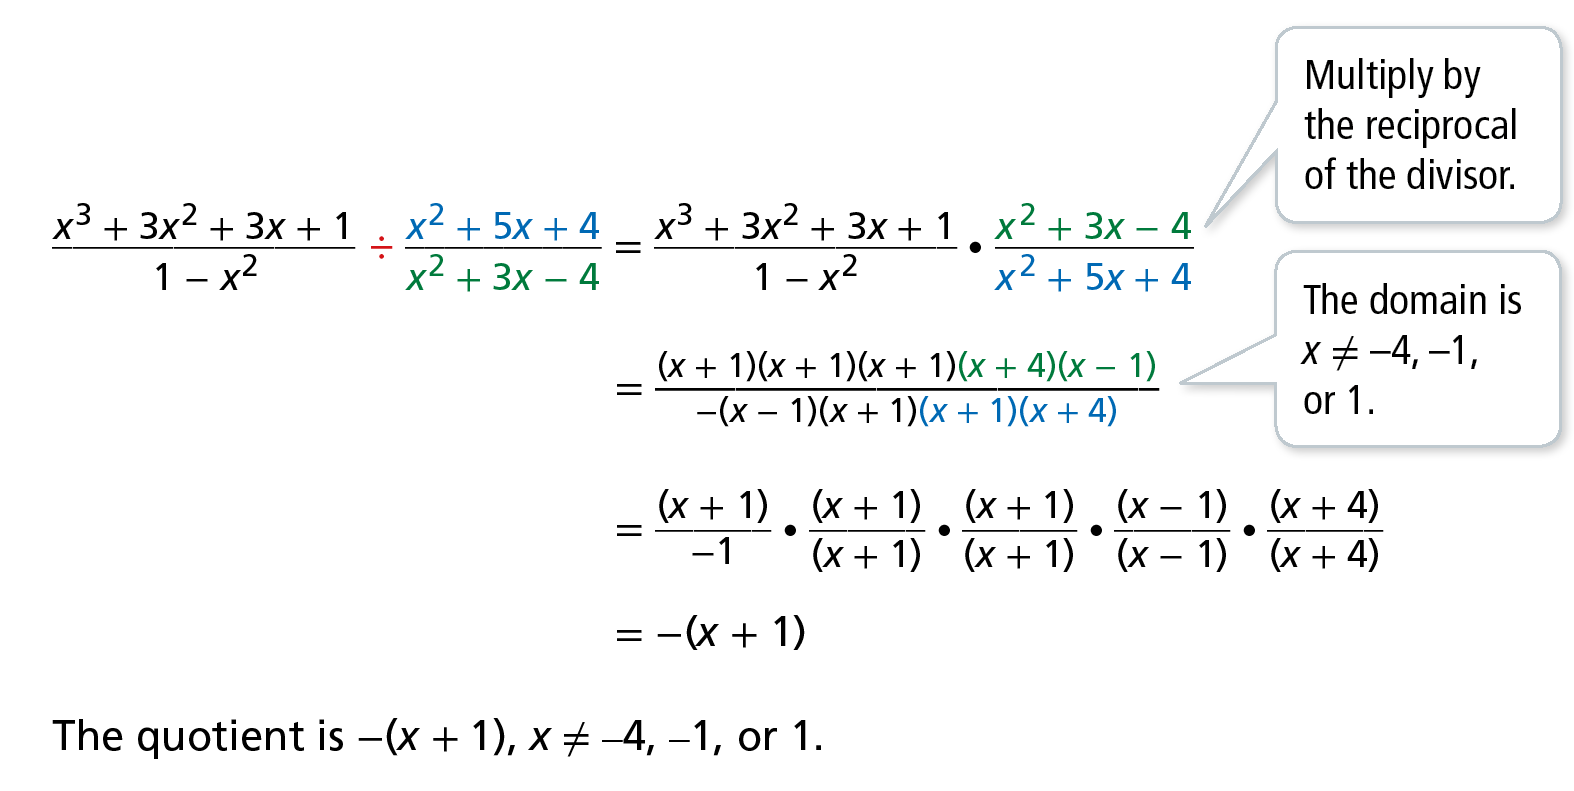 Multiply by
the reciprocal
of the divisor.
(x³ + 3x² + 3x + 1)/(1 – x²) ÷ (x² + 5x + 4)/(x² + 3x – 4) = (x³ + 3x² + 3x + 1)/(1 – x²) • (x² + 3x – 4)/(x² + 5x + 4)
The domain is
x ≠ –4, –1,
or 1.
= (x + 1)(x + 1)(x + 1)(x + 4)(x – 1)/–(x – 1)(x + 1)(x + 1)(x + 4)
= (x + 1)/–1 • (x + 1)/(x + 1) • (x + 1)/(x + 1) • (x – 1)/(x – 1) • (x + 4)/(x + 4)
= –(x + 1)
The quotient is –(x + 1), x ≠ –4, –1, or 1.